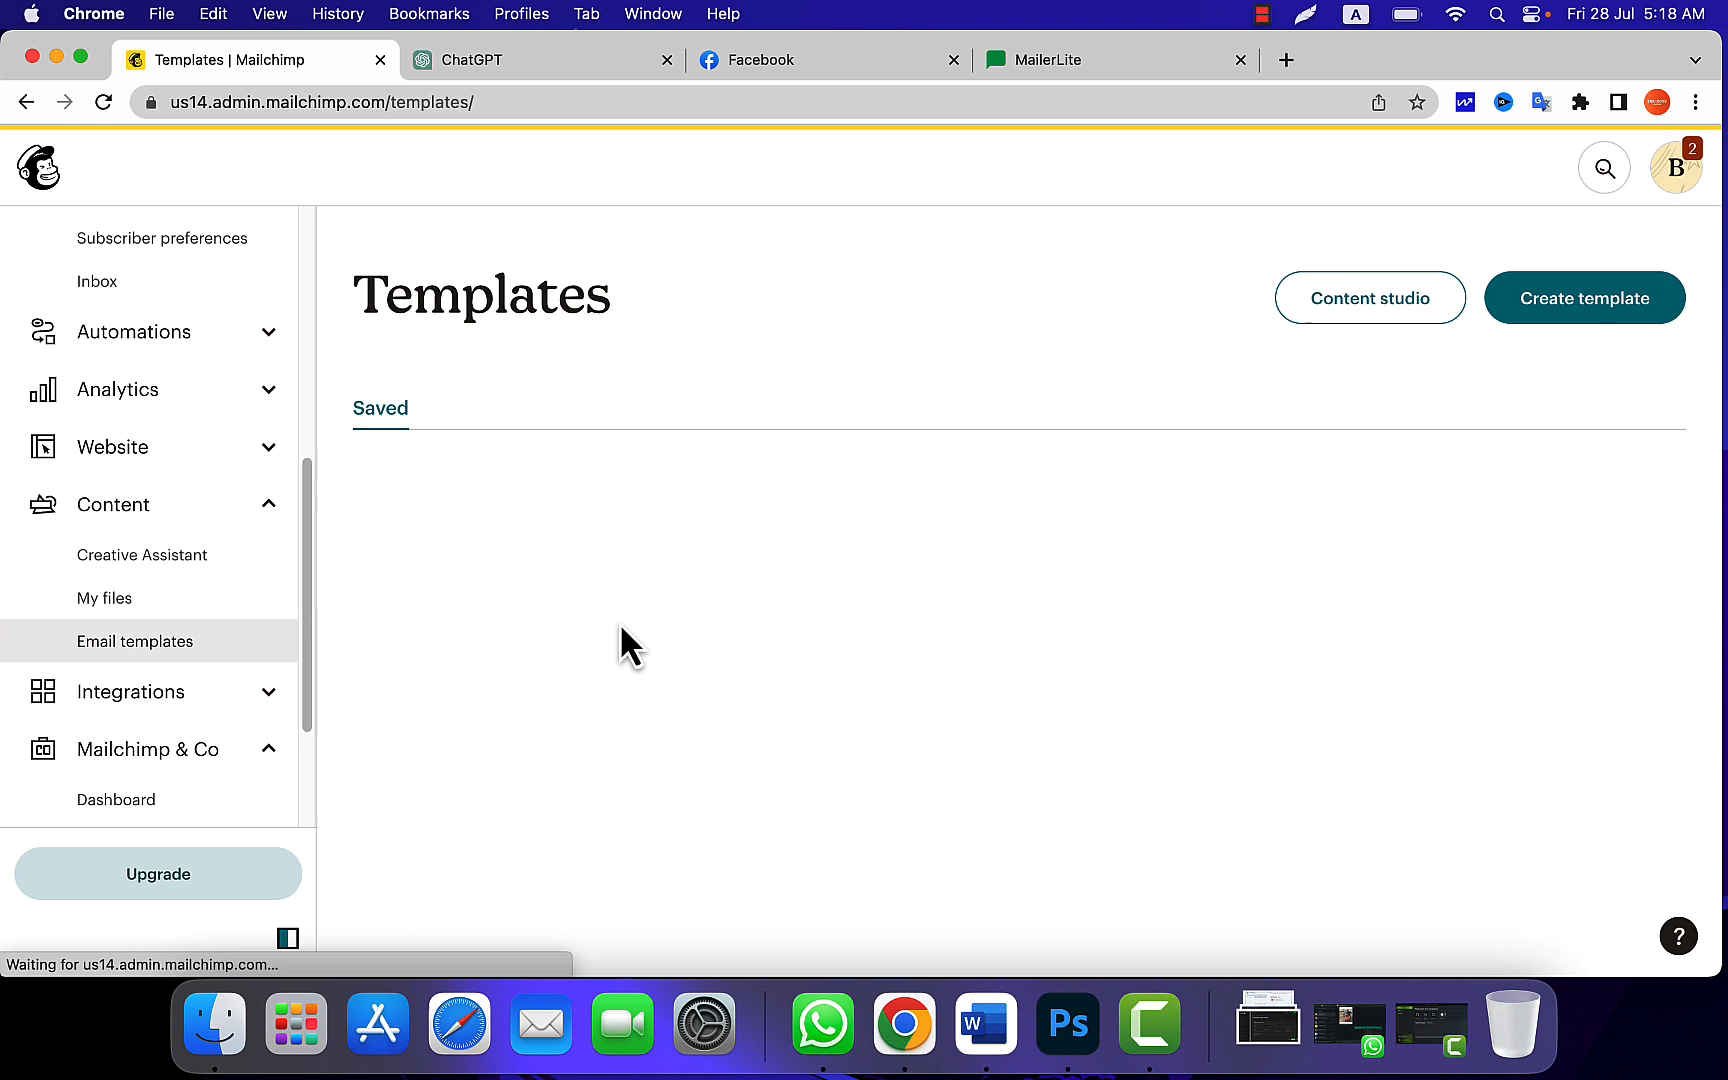 Chrome File Edit View History Bookmarks Profiles Tab Window Help A Fri 28 Jul 5:18 AM
Templates | Mailchimp ChatGPT Facebook MailerLite
us14.admin.mailchimp.com/templates/
B 2
Subscriber preferences
Inbox
Templates
Content studio
Create template
Automations
Analytics
Saved
Website
Content
Creative Assistant
My files
Email templates
Integrations
Mailchimp & Co
Dashboard
Upgrade
?
Waiting for us14.admin.mailchimp.com...
W Ps C